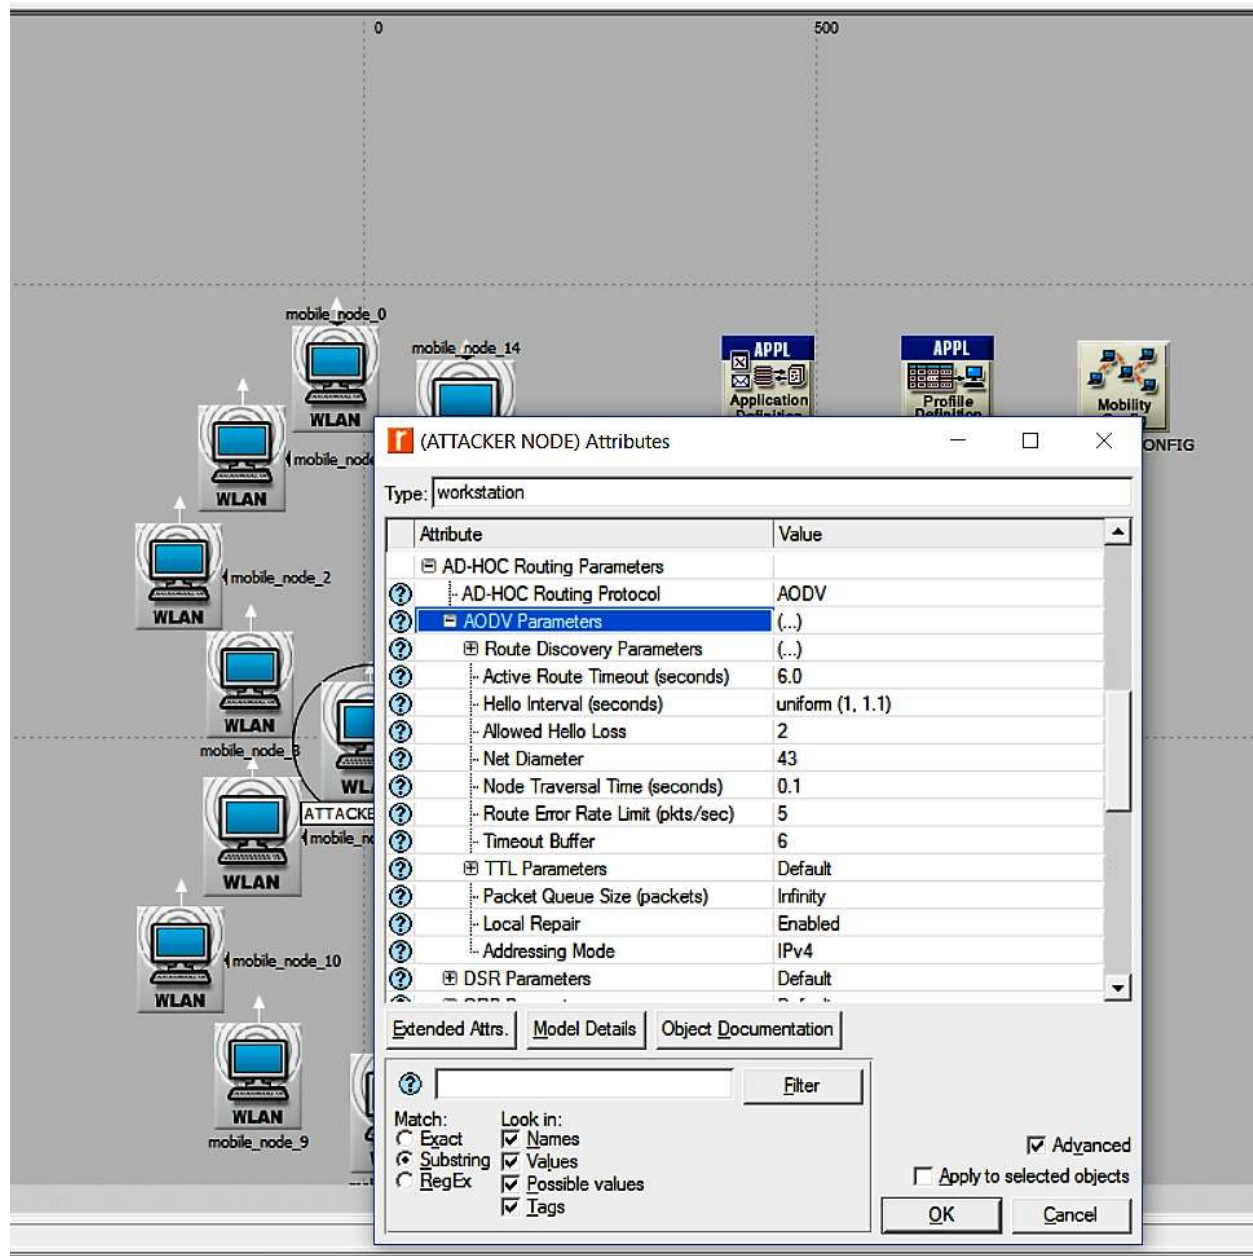 0
500
mobile_node_0
mobile_node_14
APPL
APPL
WLAN
Application
Definition
Profile
Definition
Mobility
ONFIG
mobile_node
WLAN
mobile_node_2
WLAN
WLAN
mobile_node_3
ATTACKE
mobile_no
WLAN
mobile_node_10
WLAN
WLAN
mobile_node_9
(ATTACKER NODE) Attributes
Type: workstation
Attribute Value
AD-HOC Routing Parameters
AD-HOC Routing Protocol AODV
AODV Parameters (...)
Route Discovery Parameters (...)
Active Route Timeout (seconds) 6.0
Hello Interval (seconds) uniform (1, 1.1)
Allowed Hello Loss 2
Net Diameter 43
Node Traversal Time (seconds) 0.1
Route Error Rate Limit (pkts/sec) 5
Timeout Buffer 6
TTL Parameters Default
Packet Queue Size (packets) Infinity
Local Repair Enabled
Addressing Mode IPv4
DSR Parameters Default
Extended Attrs. Model Details Object Documentation
Filter
Match: Look in:
Exact Names
Substring Values
RegEx Possible values
Tags
Advanced
Apply to selected objects
OK Cancel